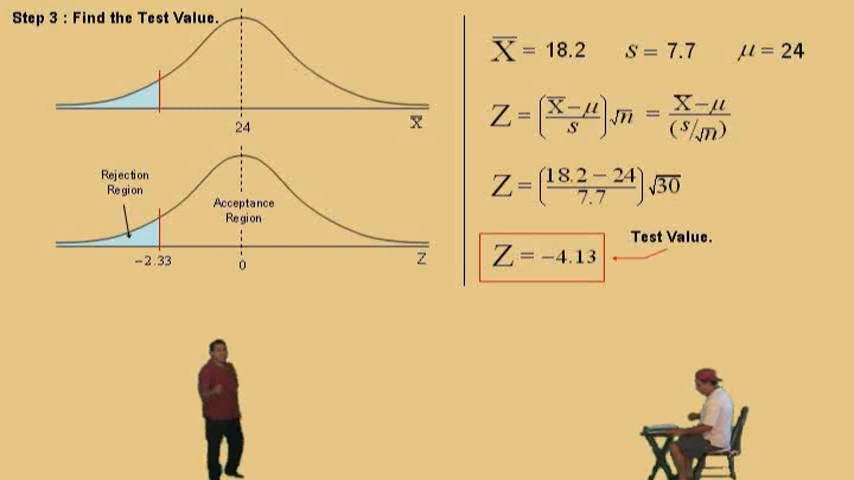 Step 3 : Find the Test Value.
24
X̅
Rejection
Region
Acceptance
Region
−2.33
0
Z
X̅ = 18.2 s = 7.7 μ = 24
Z = (X̅−μ / s) √n = X̅−μ / (s/√n)
Z = (18.2 − 24 / 7.7) √30
Test Value.
Z = −4.13